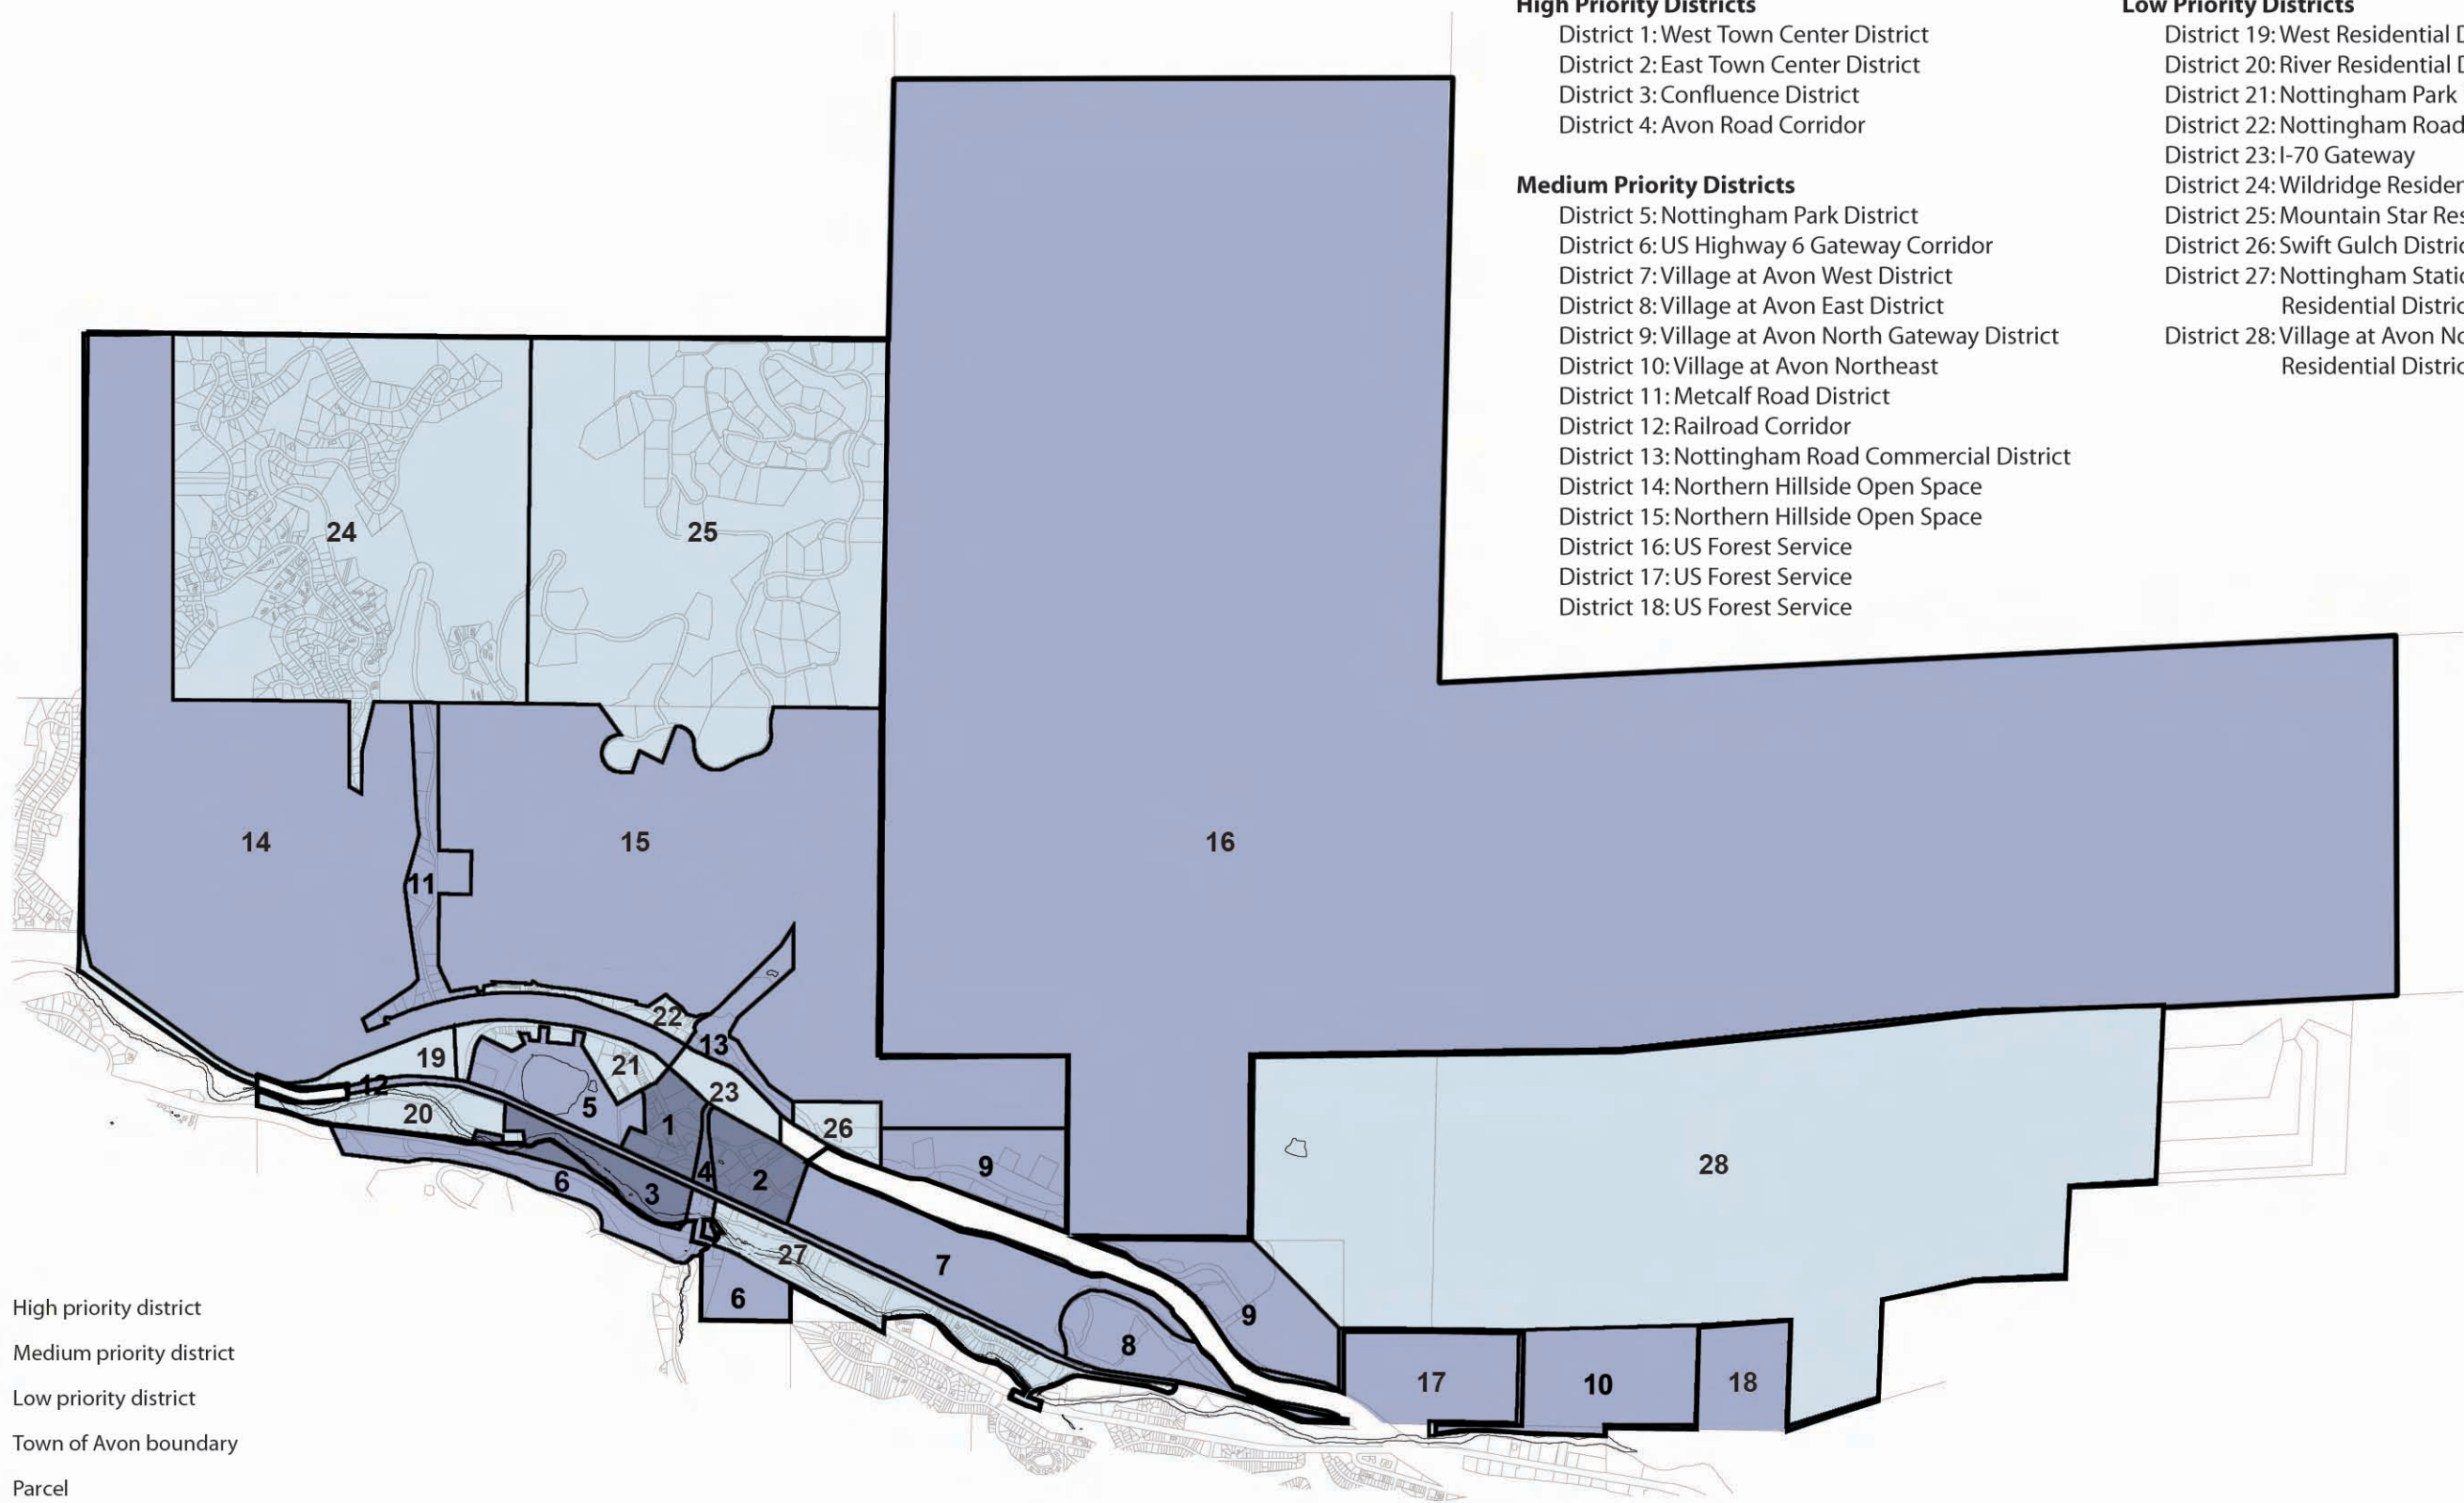 High Priority Districts
District 1: West Town Center District
District 2: East Town Center District
District 3: Confluence District
District 4: Avon Road Corridor
Medium Priority Districts
District 5: Nottingham Park District
District 6: US Highway 6 Gateway Corridor
District 7: Village at Avon West District
District 8: Village at Avon East District
District 9: Village at Avon North Gateway District
District 10: Village at Avon Northeast
District 11: Metcalf Road District
District 12: Railroad Corridor
District 13: Nottingham Road Commercial District
District 14: Northern Hillside Open Space
District 15: Northern Hillside Open Space
District 16: US Forest Service
District 17: US Forest Service
District 18: US Forest Service
Low Priority Districts
District 19: West Residential
District 20: River Residential
District 21: Nottingham Park
District 22: Nottingham Road
District 23: I-70 Gateway
District 24: Wildridge
District 25: Mountain Star
District 26: Swift Gulch
District 27: Nottingham
Residential
District 28: Village at Avon
Residential
24
25
14
15
16
11
22
13
19
21
12
23
20
5
1
26
4
2
9
6
3
28
27
7
6
9
8
17
10
18
High priority district
Medium priority district
Low priority district
Town of Avon boundary
Parcel